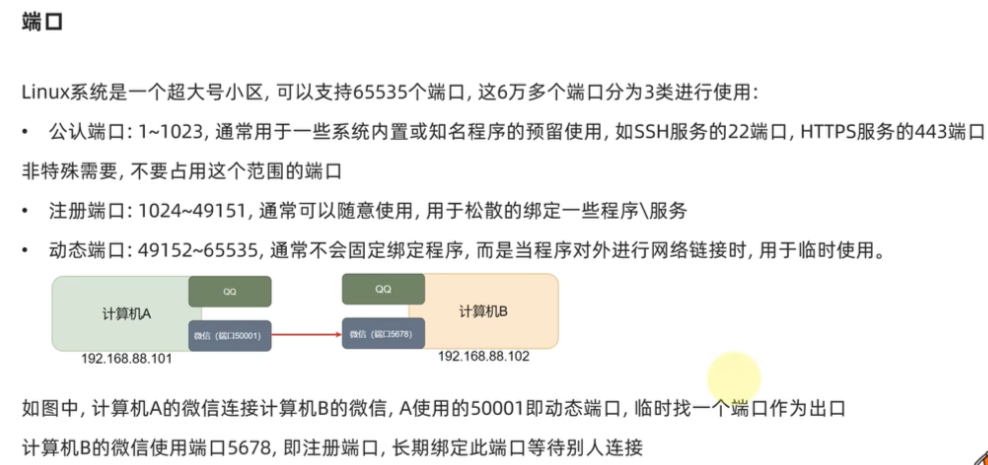 端口
Linux系统是一个超大号小区, 可以支持65535个端口, 这6万多个端口分为3类进行使用:
• 公认端口: 1~1023, 通常用于一些系统内置或知名程序的预留使用, 如SSH服务的22端口, HTTPS服务的443端口
非特殊需要, 不要占用这个范围的端口
• 注册端口: 1024~49151, 通常可以随意使用, 用于松散的绑定一些程序\服务
• 动态端口: 49152~65535, 通常不会固定绑定程序, 而是当程序对外进行网络链接时, 用于临时使用。
QQ
QQ
计算机A
计算机B
微信 (端口50001)
微信 (端口5678)
192.168.88.101
192.168.88.102
如图中, 计算机A的微信连接计算机B的微信, A使用的50001即动态端口, 临时找一个端口作为出口
计算机B的微信使用端口5678, 即注册端口, 长期绑定此端口等待别人连接